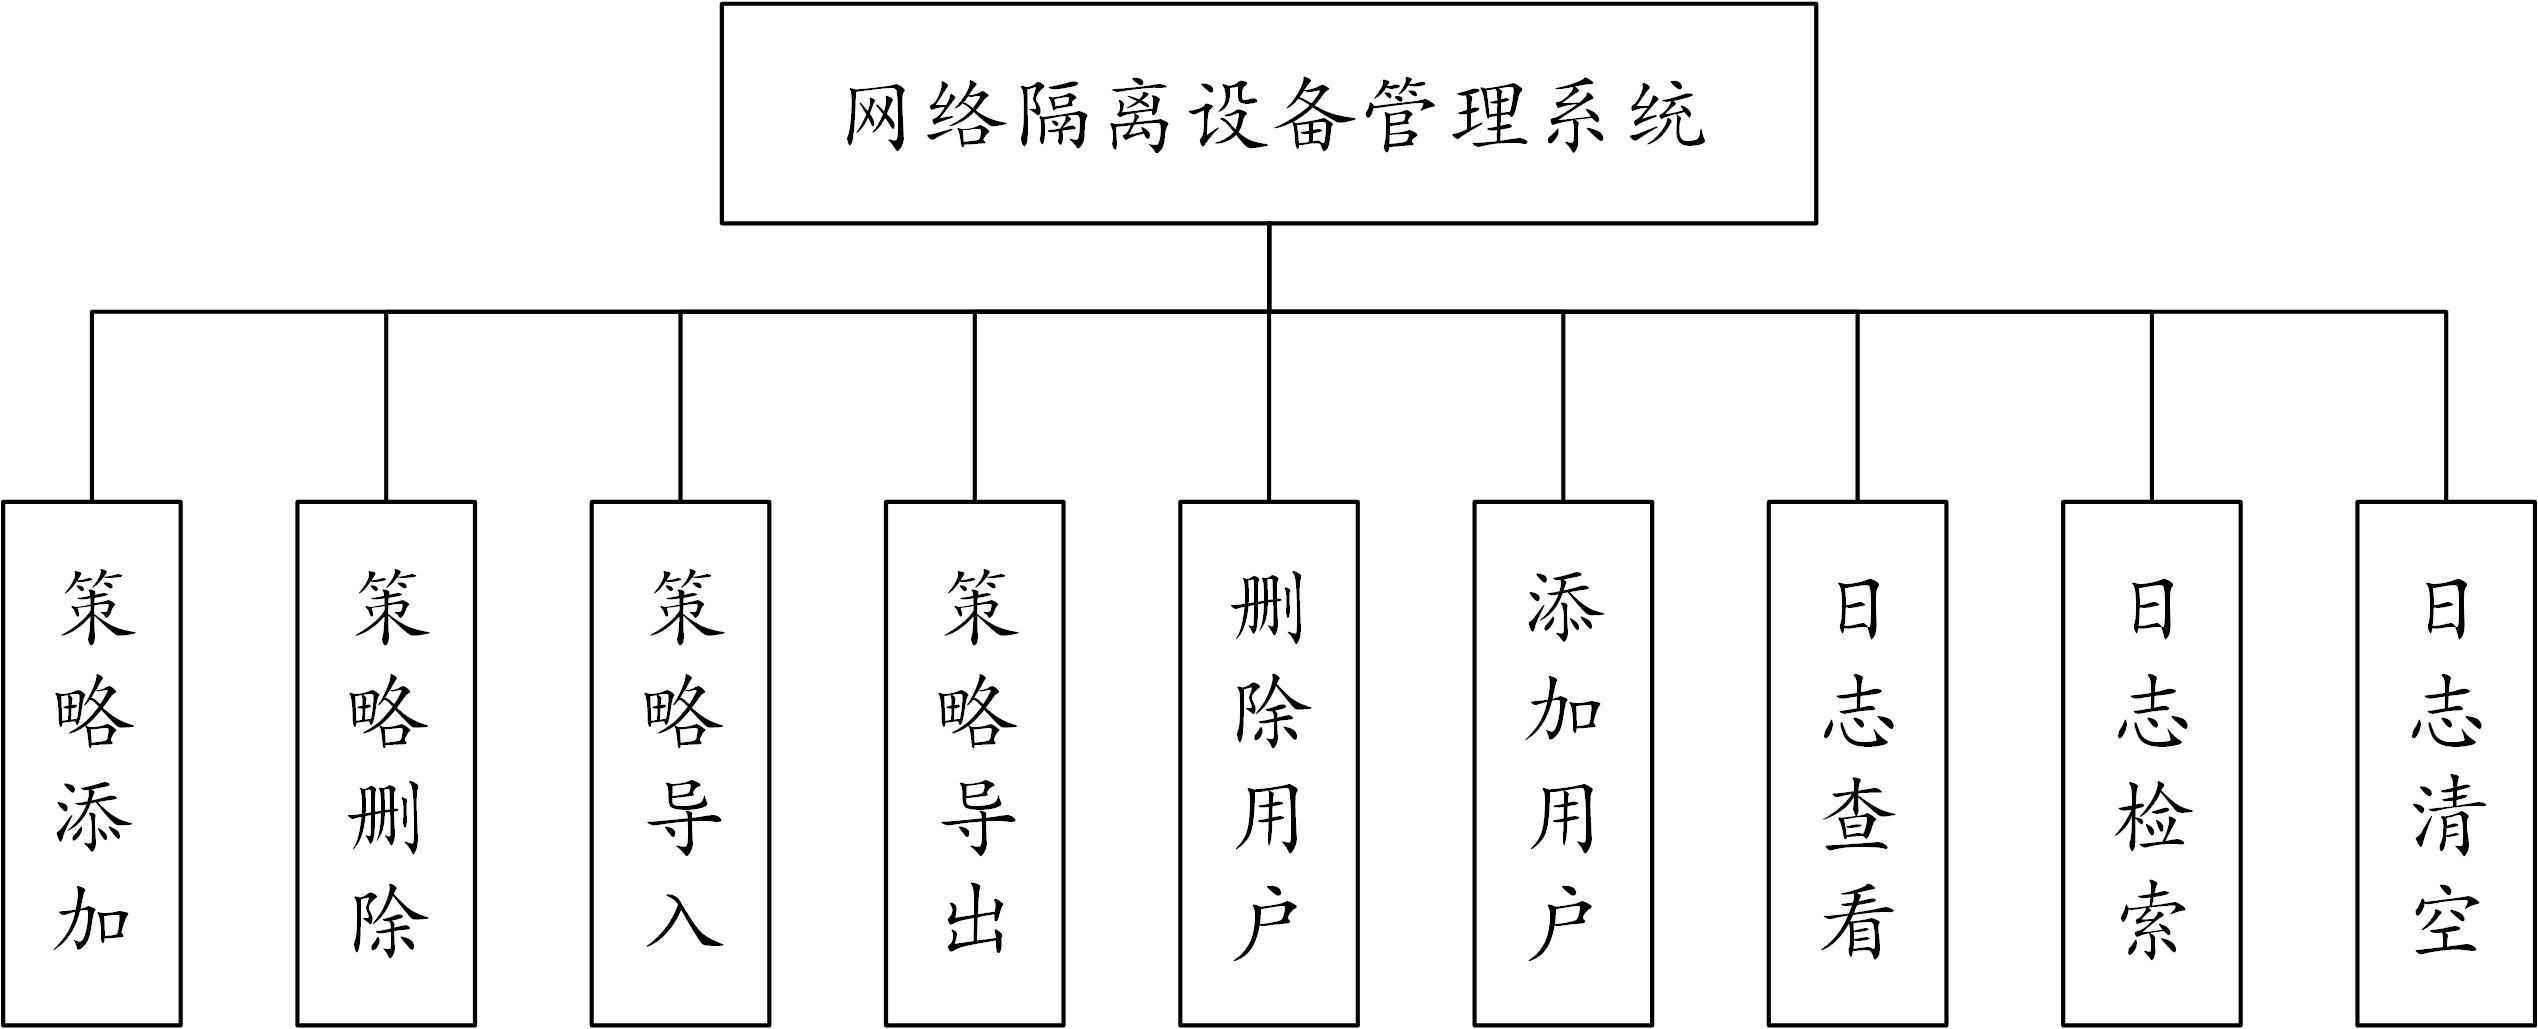 网络隔离设备管理系统
策略添加
策略删除
策略导入
策略导出
删除用户
添加用户
日志查看
日志检索
日志清空